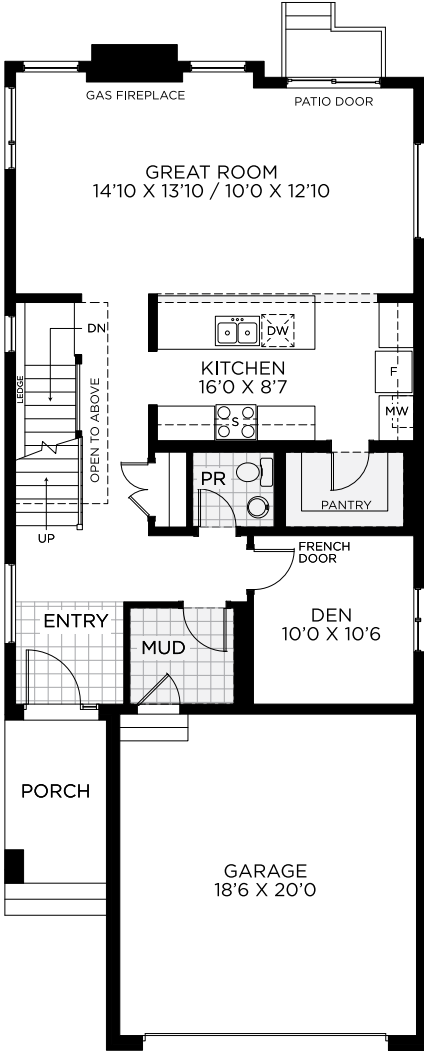 GAS FIREPLACE
PATIO DOOR
GREAT ROOM
14'10 X 13'10 / 10'0 X 12'10
DN
DW
KITCHEN
16'0 X 8'7
F
LEDGE
MW
OPEN TO ABOVE
S
PR
PANTRY
UP
FRENCH
DOOR
ENTRY
DEN
10'0 X 10'6
MUD
PORCH
GARAGE
18'6 X 20'0